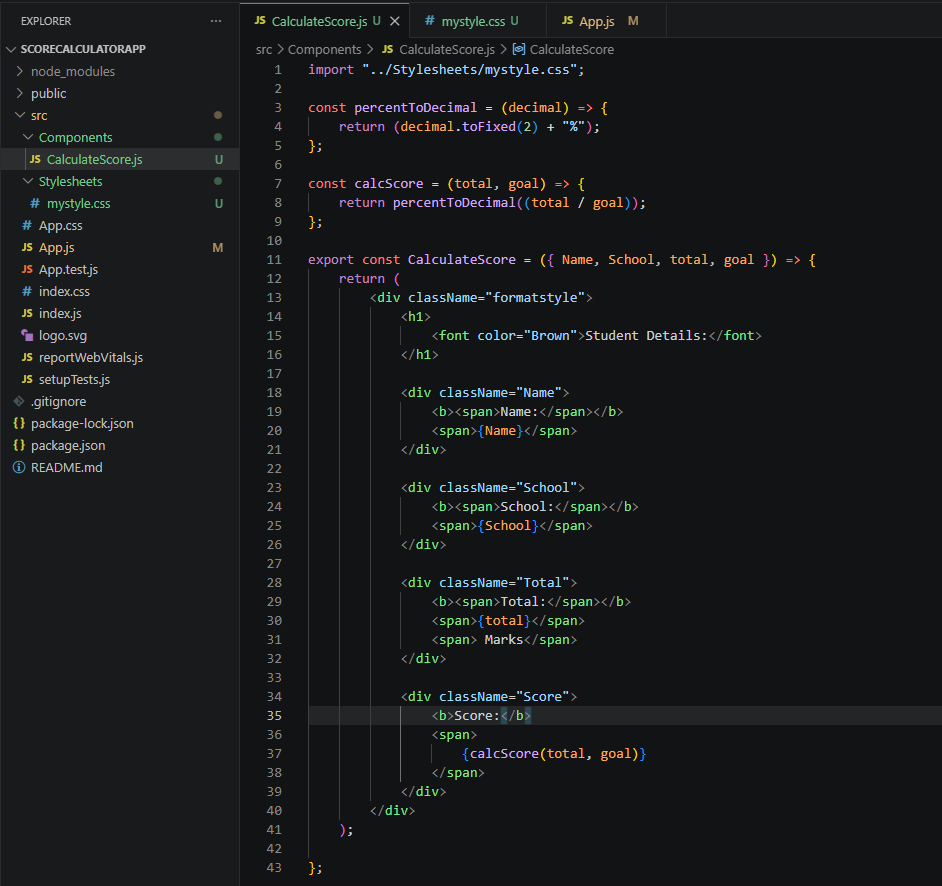 EXPLORER ...
SCORECALCULATORAPP
node_modules
public
src
Components
JS CalculateScore.js U
Stylesheets
# mystyle.css U
# App.css
JS App.js M
JS App.test.js
# index.css
JS index.js
logo.svg
JS reportWebVitals.js
JS setupTests.js
.gitignore
{} package-lock.json
{} package.json
README.md
JS CalculateScore.js U # mystyle.css U JS App.js M
src > Components > JS CalculateScore.js > CalculateScore
1 import "../Stylesheets/mystyle.css";
2
3 const percentToDecimal = (decimal) => {
4 return (decimal.toFixed(2) + "%");
5 };
6
7 const calcScore = (total, goal) => {
8 return percentToDecimal((total / goal));
9 };
10
11 export const CalculateScore = ({ Name, School, total, goal }) => {
12 return (
13 <div className="formatstyle">
14 <h1>
15 <font color="Brown">Student Details:</font>
16 </h1>
17
18 <div className="Name">
19 <b><span>Name:</span></b>
20 <span>{Name}</span>
21 </div>
22
23 <div className="School">
24 <b><span>School:</span></b>
25 <span>{School}</span>
26 </div>
27
28 <div className="Total">
29 <b><span>Total:</span></b>
30 <span>{total}</span>
31 <span> Marks</span>
32 </div>
33
34 <div className="Score">
35 <b>Score:</b>
36 <span>
37 {calcScore(total, goal)}
38 </span>
39 </div>
40 </div>
41 );
42
43 };